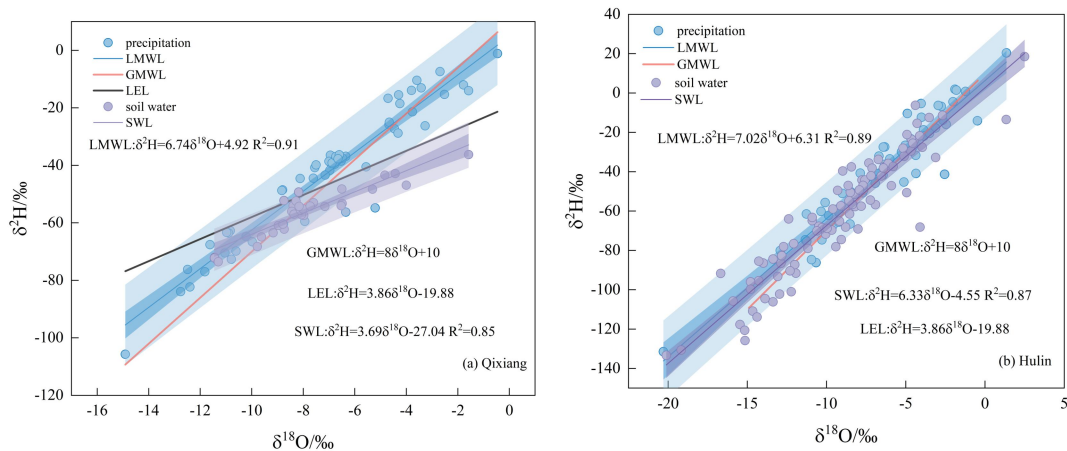 precipitation
LMWL
GMWL
LEL
soil water
SWL
LMWL:δ²H=6.74δ¹⁸O+4.92 R²=0.91
GMWL:δ²H=8δ¹⁸O+10
LEL:δ²H=3.86δ¹⁸O-19.88
SWL:δ²H=3.69δ¹⁸O-27.04 R²=0.85
(a) Qixiang
δ²H/‰
0
-20
-40
-60
-80
-100
-120
-16 -14 -12 -10 -8 -6 -4 -2 0
δ¹⁸O/‰
precipitation
LMWL
GMWL
soil water
SWL
LMWL:δ²H=7.02δ¹⁸O+6.31 R²=0.89
GMWL:δ²H=8δ¹⁸O+10
SWL:δ²H=6.33δ¹⁸O-4.55 R²=0.87
LEL:δ²H=3.86δ¹⁸O-19.88
(b) Hulin
δ²H/‰
40
20
0
-20
-40
-60
-80
-100
-120
-140
-20 -15 -10 -5 0 5
δ¹⁸O/‰